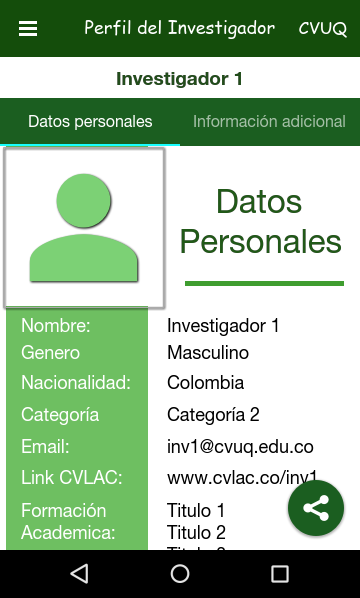 Perfil del Investigador CVUQ
Investigador 1
Datos personales Información adicional
Datos
Personales
Nombre: Investigador 1
Genero Masculino
Nacionalidad: Colombia
Categoría Categoría 2
Email: inv1@cvuq.edu.co
Link CVLAC: www.cvlac.co/inv1
Formación Titulo 1
Academica: Titulo 2